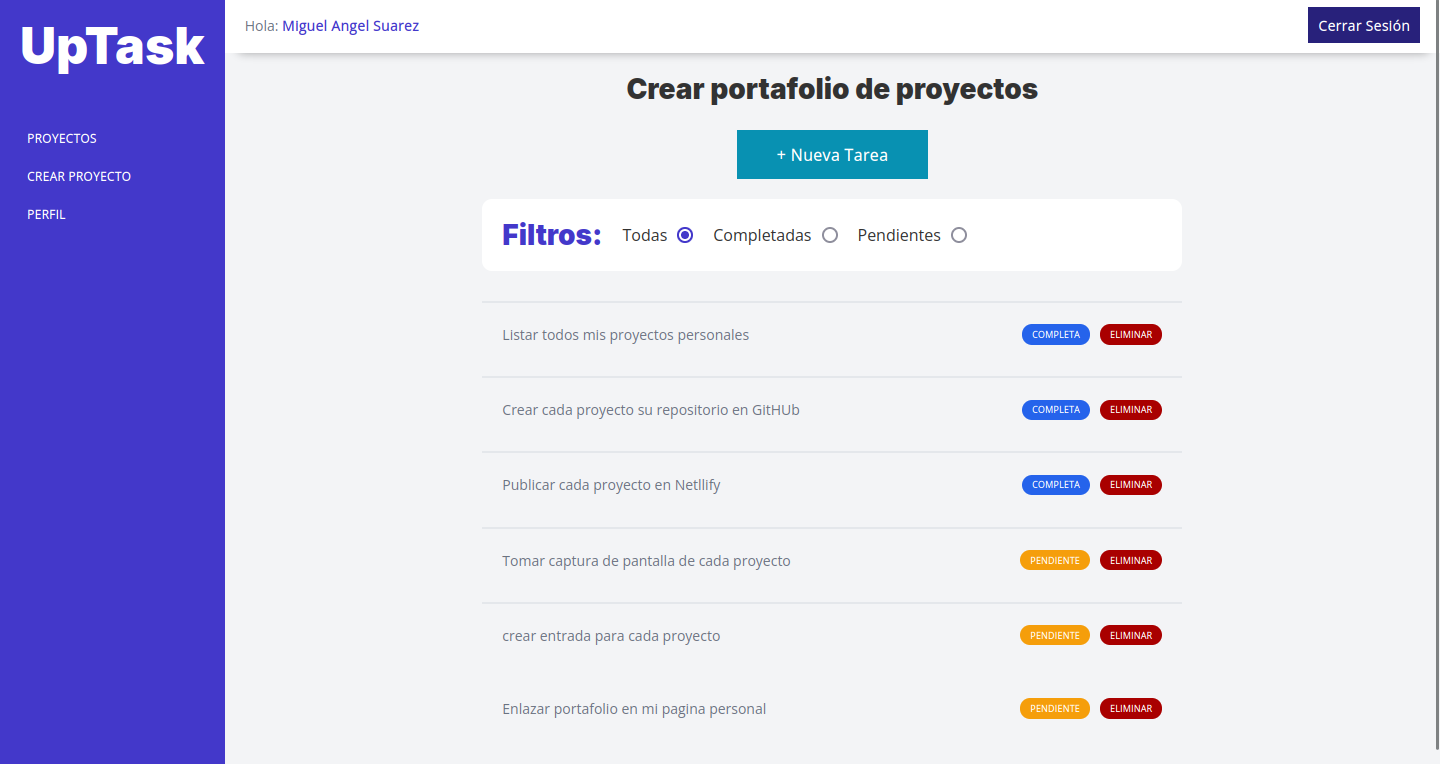 UpTask
PROYECTOS
CREAR PROYECTO
PERFIL
Hola: Miguel Angel Suarez
Cerrar Sesión
Crear portafolio de proyectos
+ Nueva Tarea
Filtros: Todas Completadas Pendientes
Listar todos mis proyectos personales COMPLETA ELIMINAR
Crear cada proyecto su repositorio en GitHUb COMPLETA ELIMINAR
Publicar cada proyecto en Netllify COMPLETA ELIMINAR
Tomar captura de pantalla de cada proyecto PENDIENTE ELIMINAR
crear entrada para cada proyecto PENDIENTE ELIMINAR
Enlazar portafolio en mi pagina personal PENDIENTE ELIMINAR